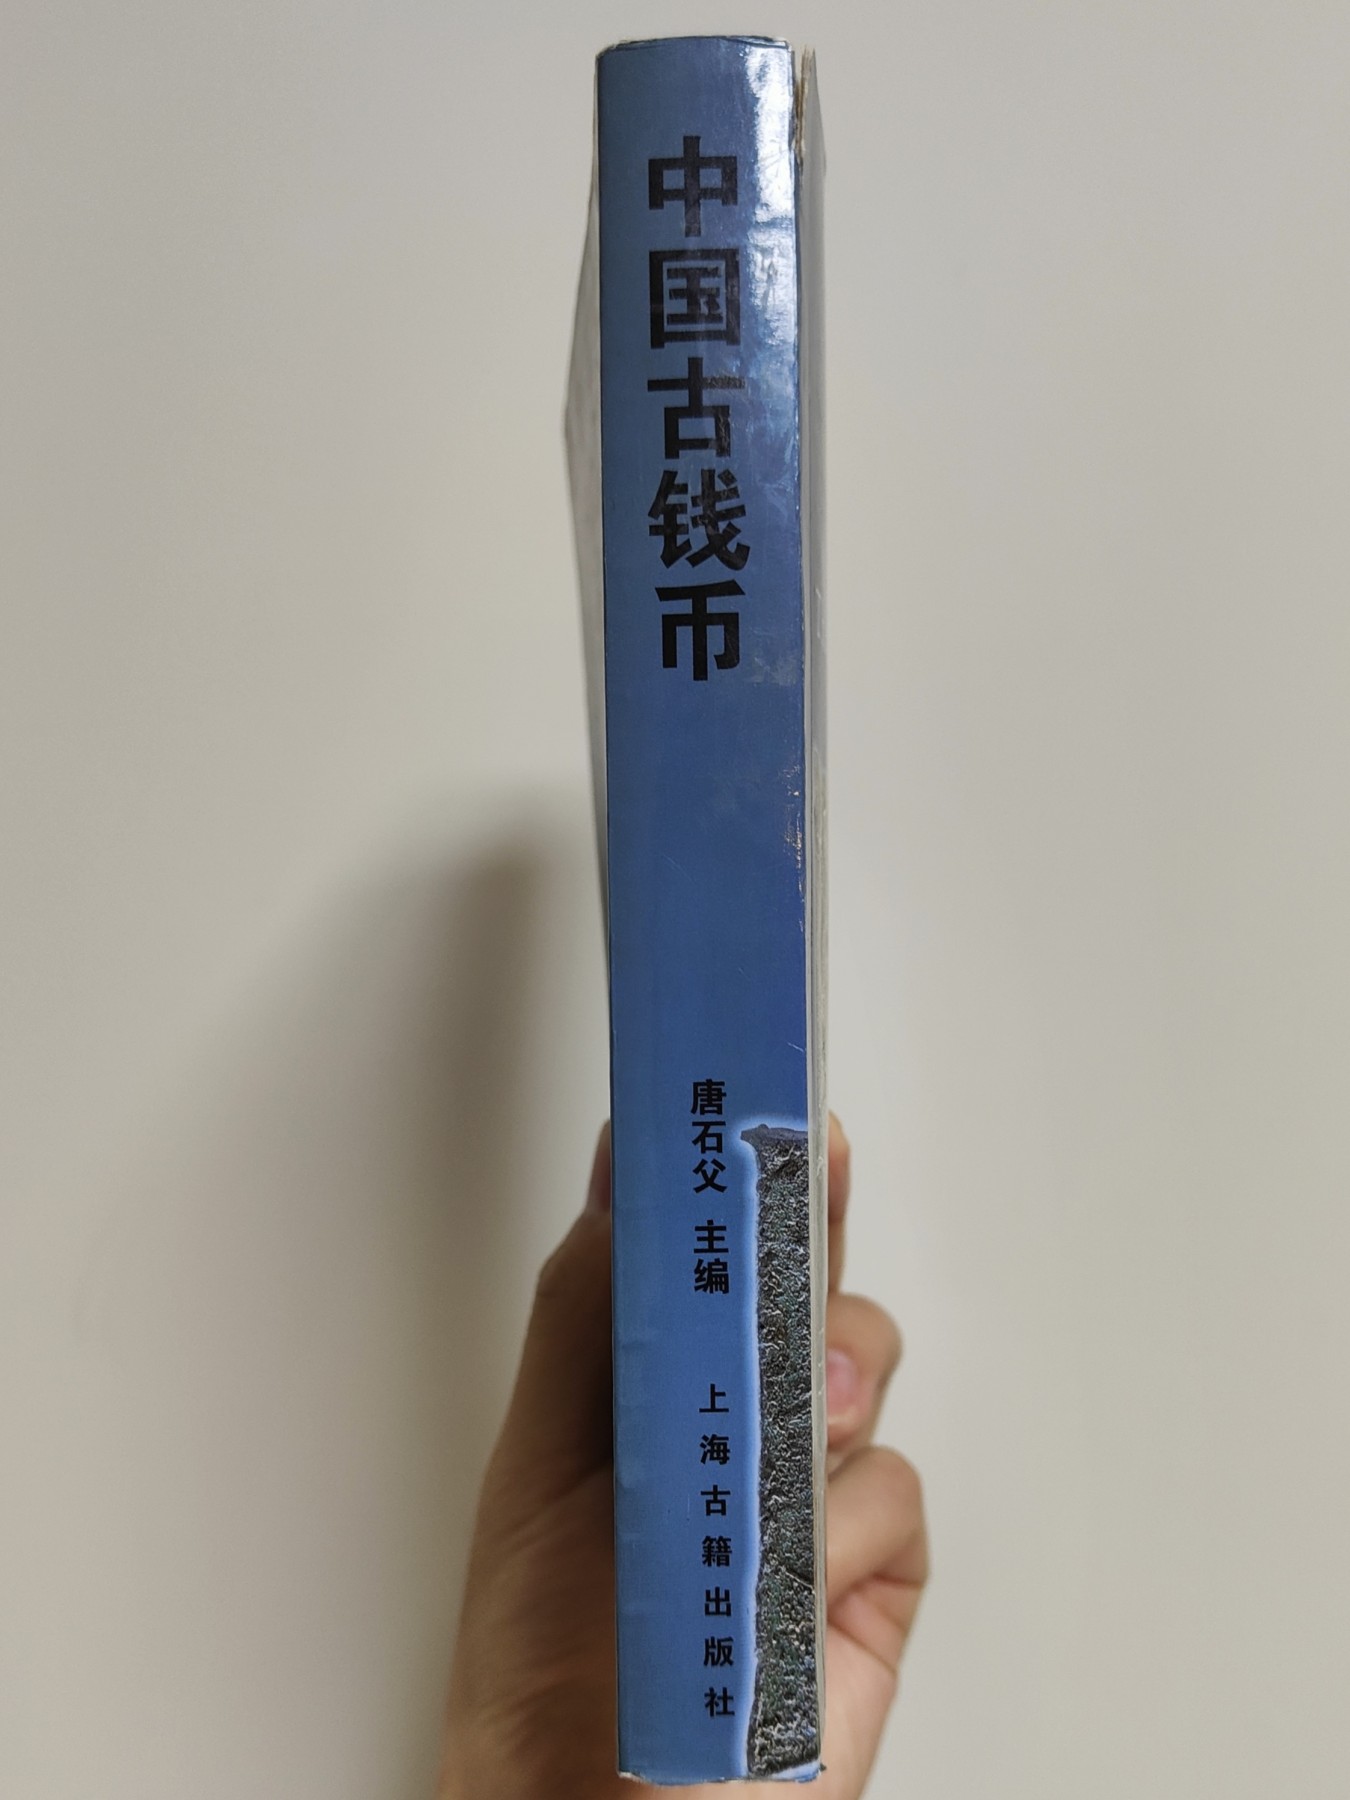 中国古钱币
唐石父 主编
上海古籍出版社